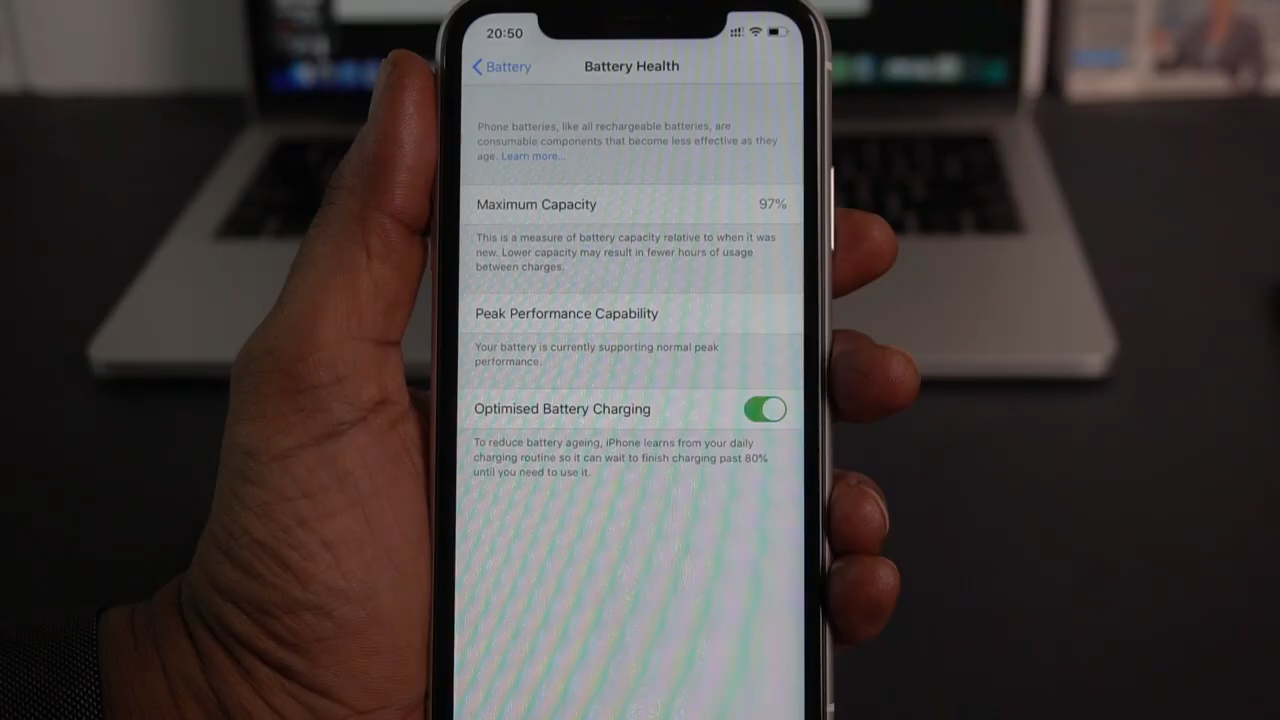 20:50
Battery
Battery Health
Phone batteries, like all rechargeable batteries, are
consumable components that become less effective as they
age. Learn more...
Maximum Capacity 97%
This is a measure of battery capacity relative to when it was
new. Lower capacity may result in fewer hours of usage
between charges.
Peak Performance Capability
Your battery is currently supporting normal peak
performance.
Optimised Battery Charging
To reduce battery ageing, iPhone learns from your daily
charging routine so it can wait to finish charging past 80%
until you need to use it.